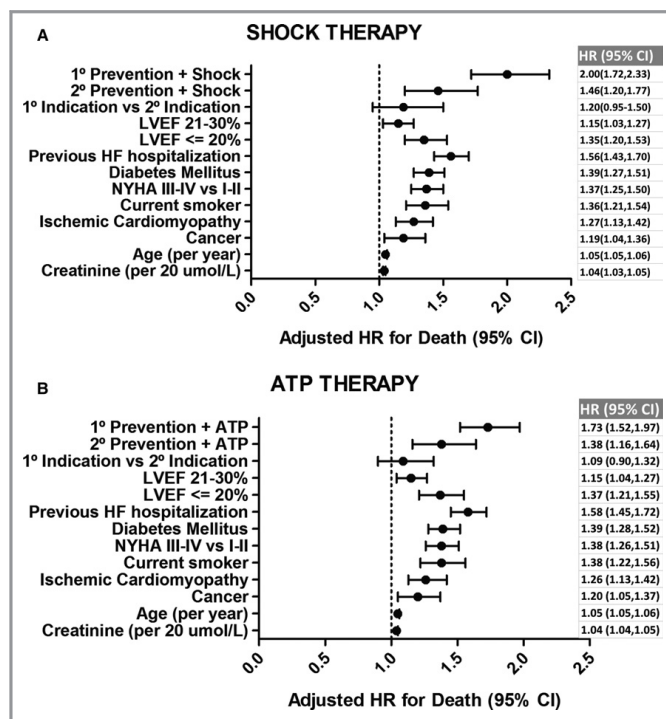 A
SHOCK THERAPY
HR (95% CI)
1º Prevention + Shock 2.00(1.72,2.33)
2º Prevention + Shock 1.46(1.20,1.77)
1º Indication vs 2º Indication 1.20(0.95-1.50)
LVEF 21-30% 1.15(1.03,1.27)
LVEF <= 20% 1.35(1.20,1.53)
Previous HF hospitalization 1.56(1.43,1.70)
Diabetes Mellitus 1.39(1.27,1.51)
NYHA III-IV vs I-II 1.37(1.25,1.50)
Current smoker 1.36(1.21,1.54)
Ischemic Cardiomyopathy 1.27(1.13,1.42)
Cancer 1.19(1.04,1.36)
Age (per year) 1.05(1.05,1.06)
Creatinine (per 20 umol/L) 1.04(1.03,1.05)
0.0 0.5 1.0 1.5 2.0 2.5
Adjusted HR for Death (95% CI)
B
ATP THERAPY
HR (95% CI)
1º Prevention + ATP 1.73 (1.52,1.97)
2º Prevention + ATP 1.38 (1.16,1.64)
1º Indication vs 2º Indication 1.09 (0.90,1.32)
LVEF 21-30% 1.15 (1.04,1.27)
LVEF <= 20% 1.37 (1.21,1.55)
Previous HF hospitalization 1.58 (1.45,1.72)
Diabetes Mellitus 1.39 (1.28,1.52)
NYHA III-IV vs I-II 1.38 (1.26,1.51)
Current smoker 1.38 (1.22,1.56)
Ischemic Cardiomyopathy 1.26 (1.13,1.42)
Cancer 1.20 (1.05,1.37)
Age (per year) 1.05 (1.05,1.06)
Creatinine (per 20 umol/L) 1.04 (1.04,1.05)
0.0 0.5 1.0 1.5 2.0 2.5
Adjusted HR for Death (95% CI)